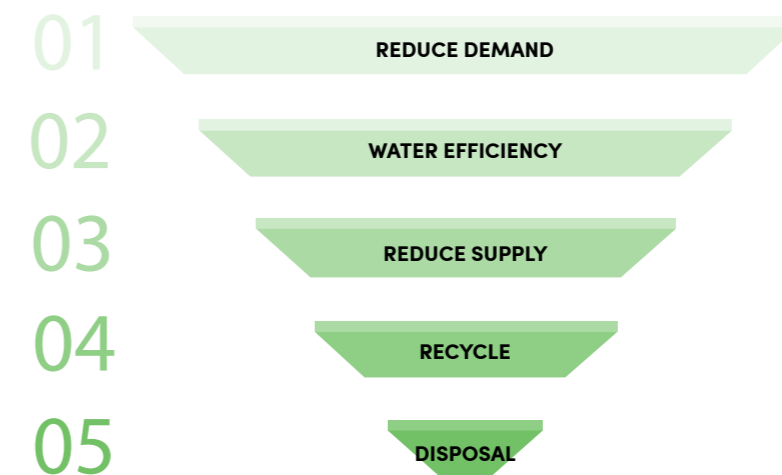 01 REDUCE DEMAND
02 WATER EFFICIENCY
03 REDUCE SUPPLY
04 RECYCLE
05 DISPOSAL